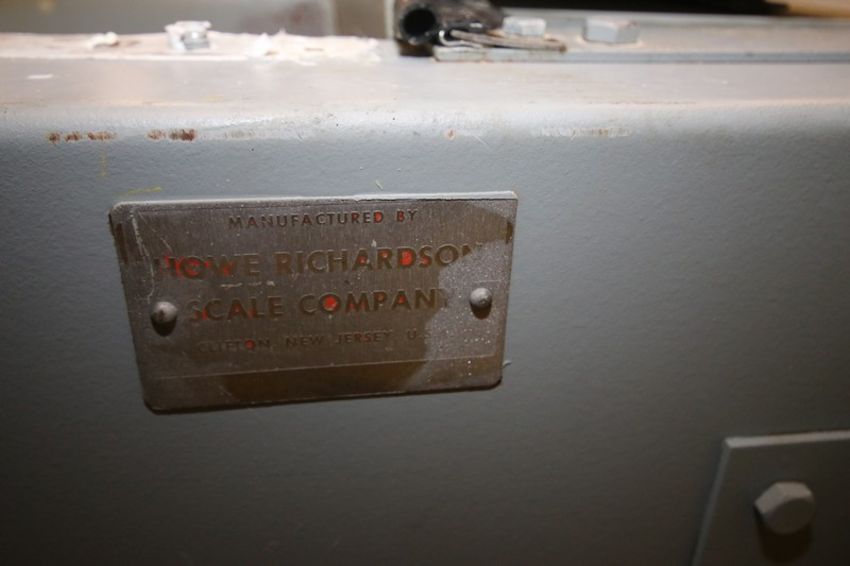 MANUFACTURED BY
HOWE RICHARDSON
SCALE COMPANY
CLIFTON, NEW JERSEY, U.